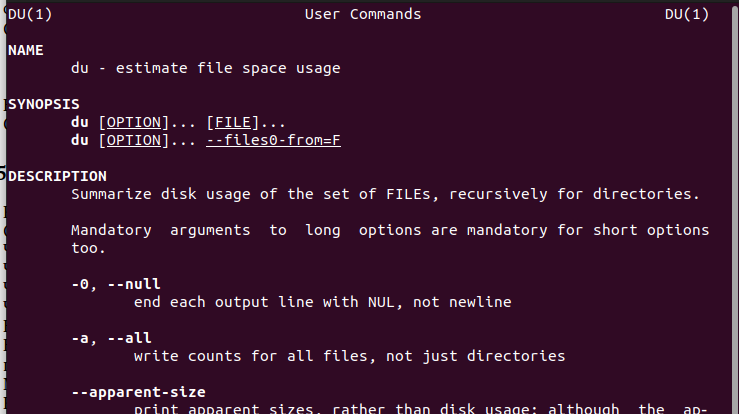 DU(1) User Commands DU(1)
NAME
du - estimate file space usage
SYNOPSIS
du [OPTION]... [FILE]...
du [OPTION]... --files0-from=F
DESCRIPTION
Summarize disk usage of the set of FILEs, recursively for directories.
Mandatory arguments to long options are mandatory for short options
too.
-0, --null
end each output line with NUL, not newline
-a, --all
write counts for all files, not just directories
--apparent-size
print apparent sizes, rather than disk usage; although the ap-